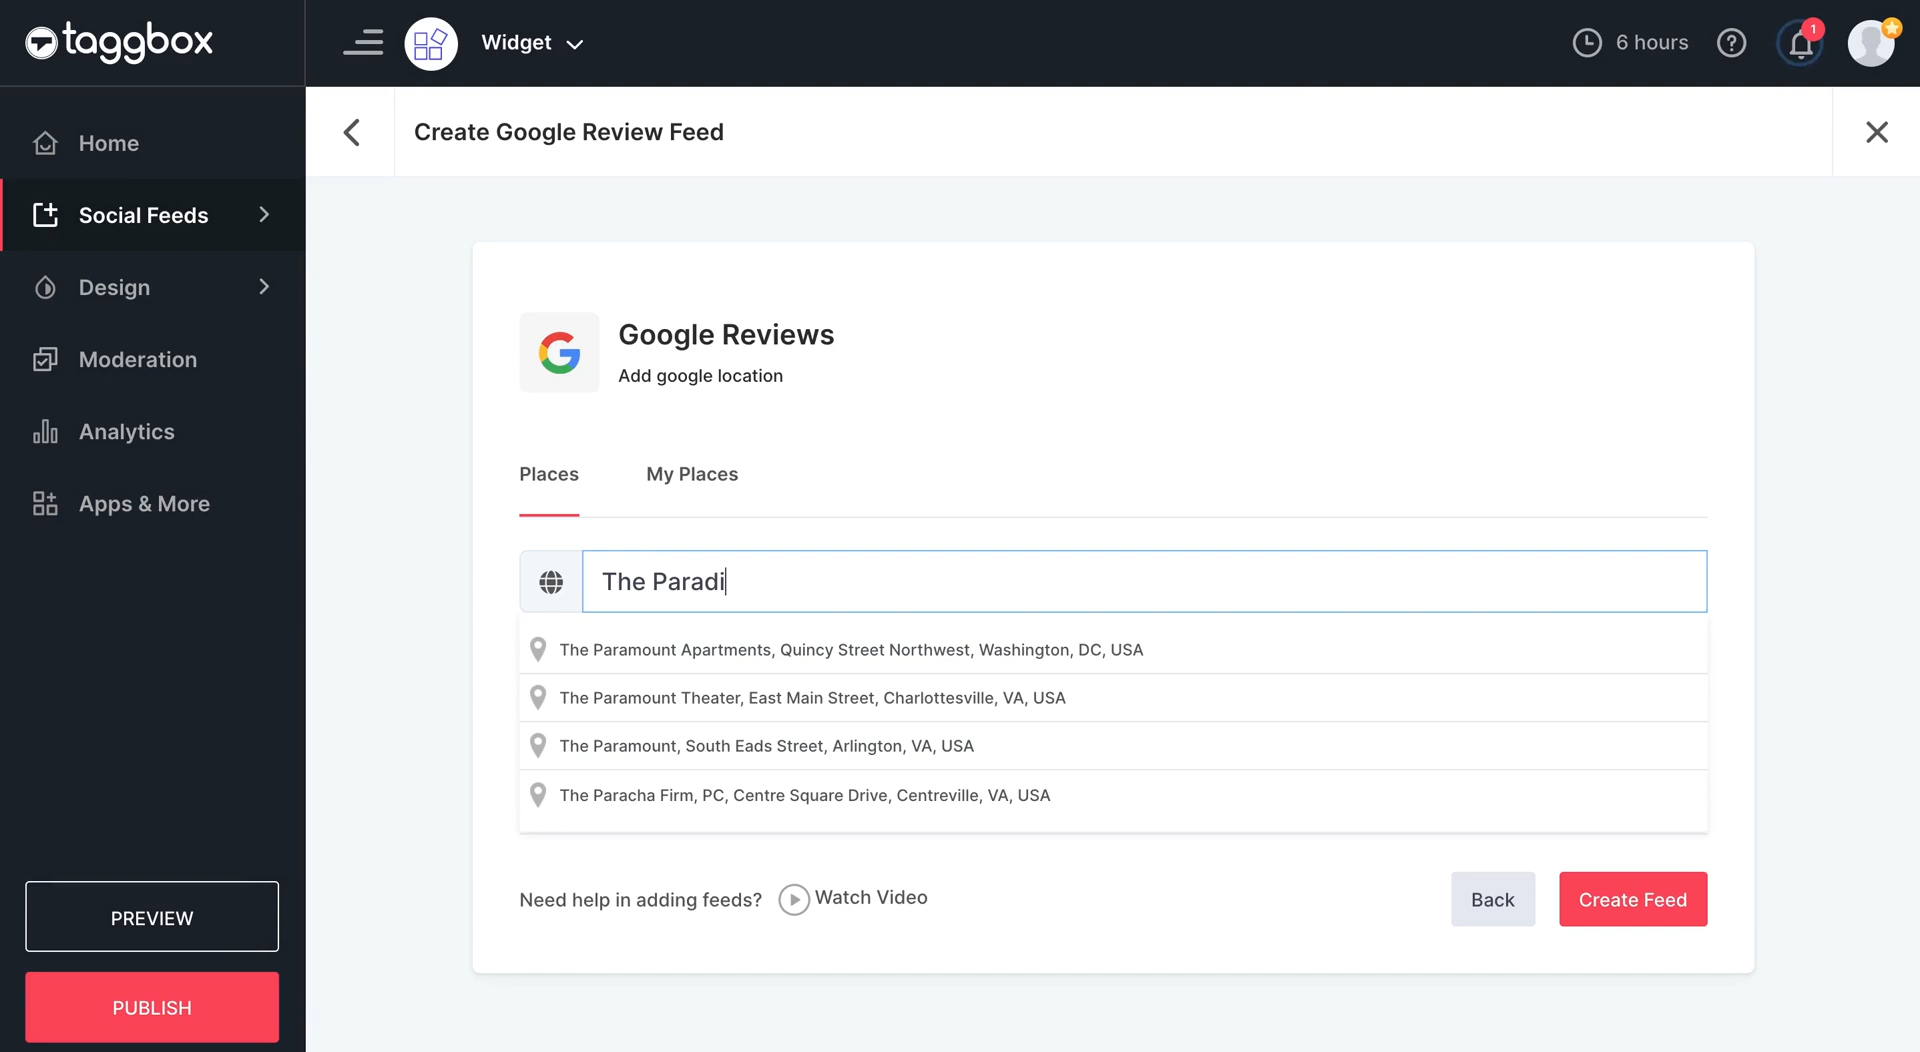 taggbox
Widget
6 hours
1
Create Google Review Feed
Home
Social Feeds
Design
Moderation
Analytics
Apps & More
PREVIEW
PUBLISH
Google Reviews
Add google location
Places
My Places
The Paradi
The Paramount Apartments, Quincy Street Northwest, Washington, DC, USA
The Paramount Theater, East Main Street, Charlottesville, VA, USA
The Paramount, South Eads Street, Arlington, VA, USA
The Paracha Firm, PC, Centre Square Drive, Centreville, VA, USA
Need help in adding feeds?
Watch Video
Back
Create Feed